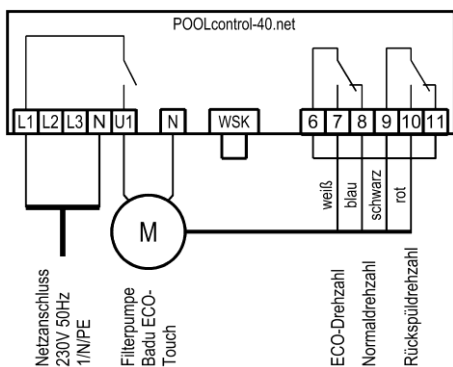 POOLcontrol-40.net
L1 L2 L3 N U1 N WSK 6 7 8 9 10 11
weiß
blau
schwarz
rot
M
Netzanschluss
230V 50Hz
1/N/PE
Filterpumpe
Badu ECO-
Touch
ECO-Drehzahl
Normaldrehzahl
Rückspüldrehzahl